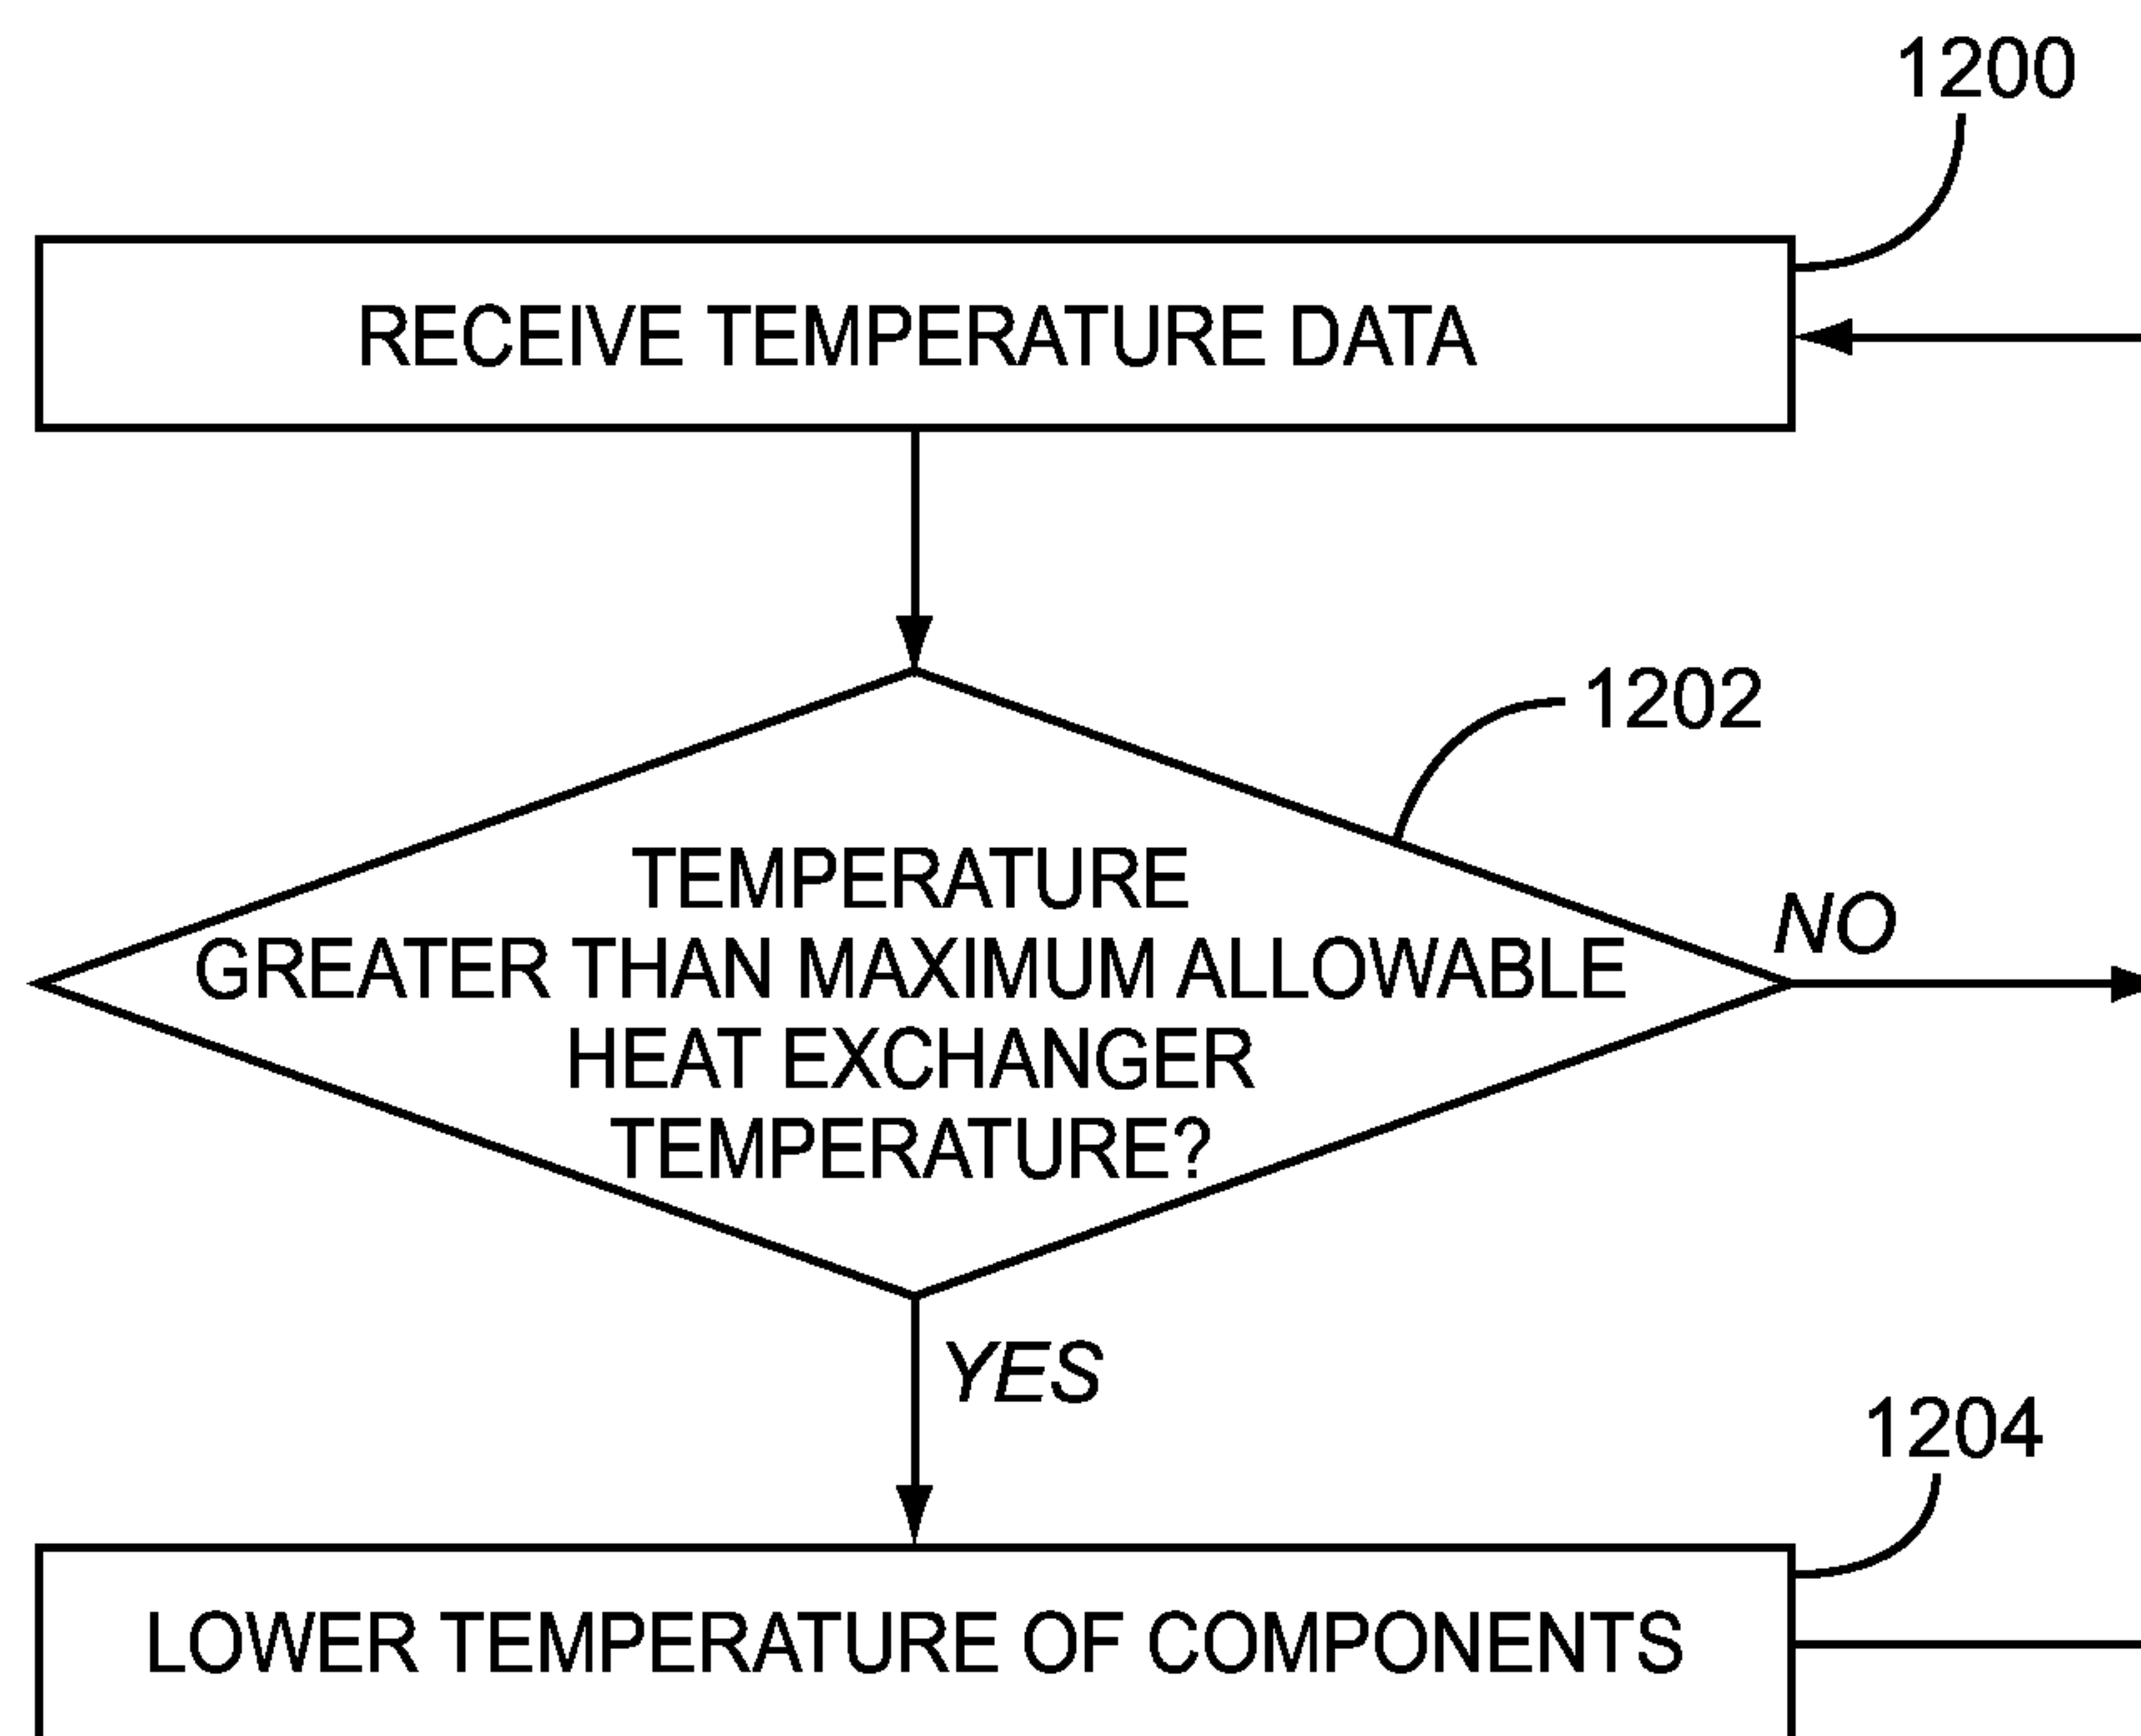 1200
RECEIVE TEMPERATURE DATA
1202
TEMPERATURE
GREATER THAN MAXIMUM ALLOWABLE
HEAT EXCHANGER
TEMPERATURE?
NO
YES
1204
LOWER TEMPERATURE OF COMPONENTS